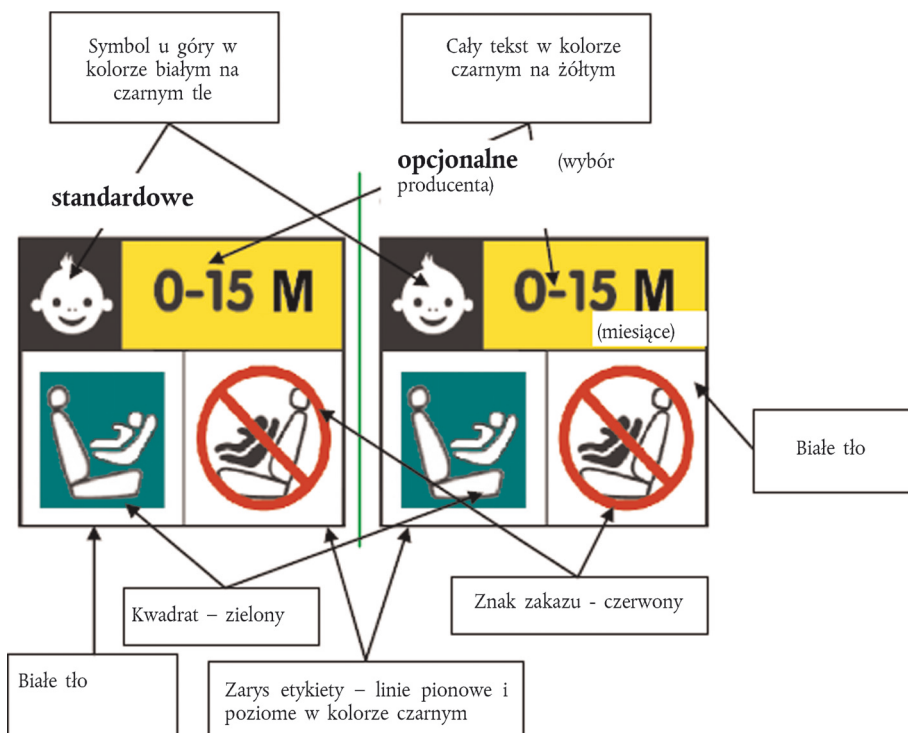 Symbol u góry w
kolorze białym na
czarnym tle
Cały tekst w kolorze
czarnym na żółtym
standardowe
opcjonalne (wybór
producenta)
0-15 M
0-15 M
(miesiące)
Białe tło
Kwadrat – zielony
Znak zakazu - czerwony
Białe tło
Zarys etykiety – linie pionowe i
poziome w kolorze czarnym